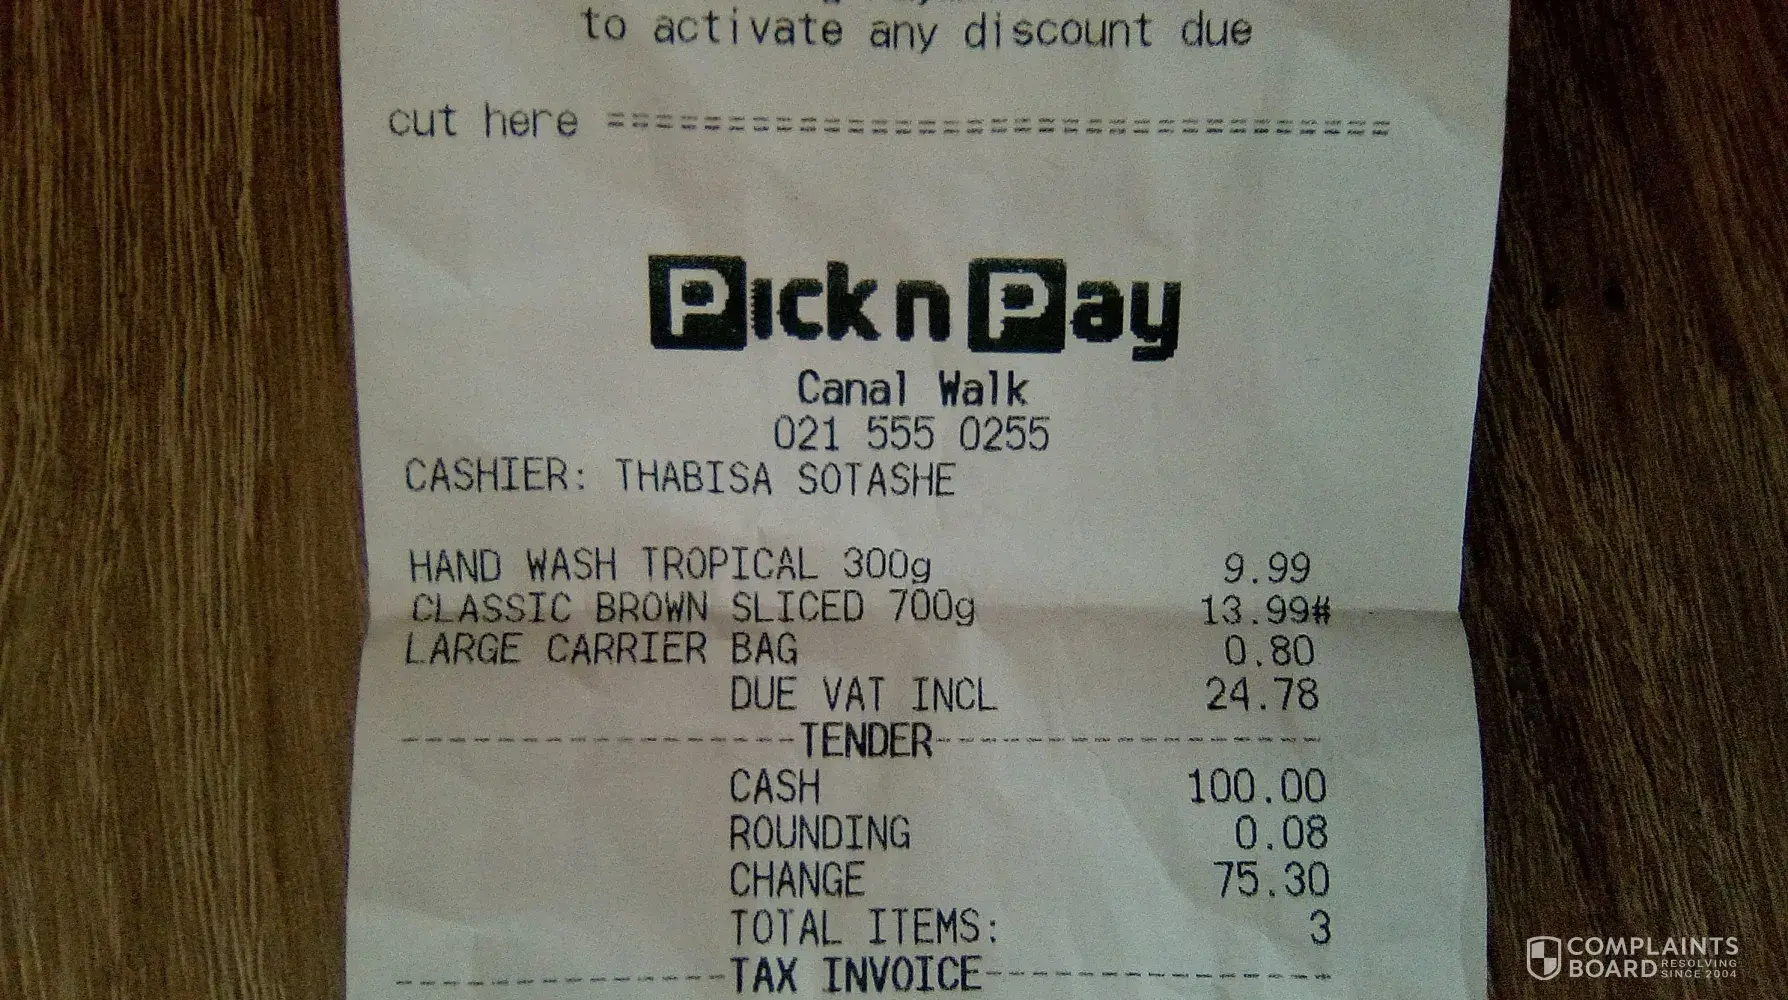 to activate any discount due
cut here =================================
Pick n Pay
Canal Walk
021 555 0255
CASHIER: THABISA SOTASHE
HAND WASH TROPICAL 300g 9.99
CLASSIC BROWN SLICED 700g 13.99#
LARGE CARRIER BAG 0.80
DUE VAT INCL 24.78
-----------------TENDER-----------------
CASH 100.00
ROUNDING 0.08
CHANGE 75.30
TOTAL ITEMS: 3
--------------TAX INVOICE---------------
COMPLAINTS
BOARD RESOLVING
SINCE 2004